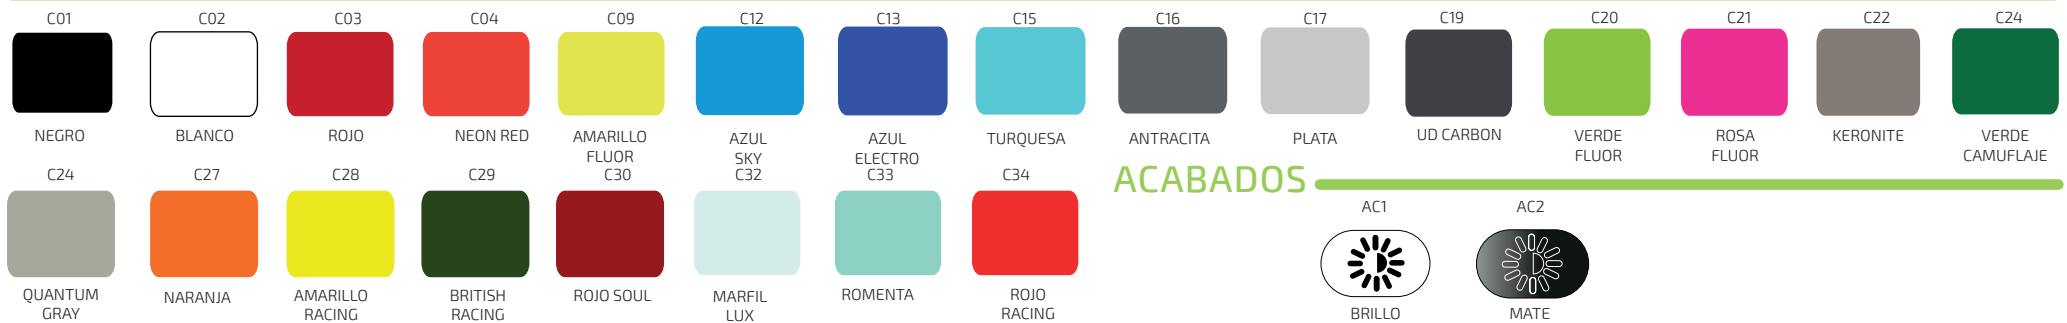 C01 C02 C03 C04 C09 C12 C13 C15 C16 C17 C19 C20 C21 C22 C24
NEGRO BLANCO ROJO NEON RED AMARILLO AZUL AZUL TURQUESA ANTRACITA PLATA UD CARBON VERDE ROSA KERONITE VERDE
FLUOR SKY ELECTRO FLUOR FLUOR CAMUFLAJE
C24 C27 C28 C29 C30 C32 C33 C34
ACABADOS
AC1 AC2
QUANTUM NARANJA AMARILLO BRITISH ROJO SOUL MARFIL ROMENTA ROJO
GRAY RACING RACING LUX RACING
BRILLO MATE